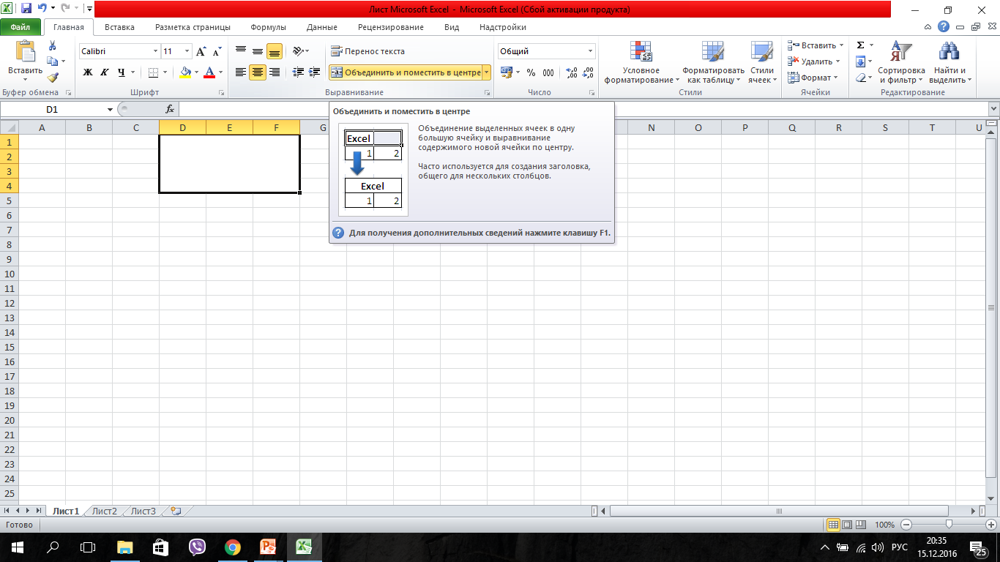 Лист Microsoft Excel - Microsoft Excel (Сбой активации продукта)
Файл Главная Вставка Разметка страницы Формулы Данные Рецензирование Вид Надстройки
Вставить
Буфер обмена
Calibri 11
Ж К Ч
Шрифт
Перенос текста
Объединить и поместить в центре
Выравнивание
Общий
% 000
Число
Условное форматирование
Форматировать как таблицу
Стили ячеек
Стили
Вставить
Удалить
Формат
Ячейки
Σ
Сортировка и фильтр
Найти и выделить
Редактирование
D1 fx
A B C D E F G N O P Q R S T U
1
2
3
4
5
6
7
8
9
10
11
12
13
14
15
16
17
18
19
20
21
22
23
24
25
Объединить и поместить в центре
Excel
1 2
Excel
1 2
Объединение выделенных ячеек в одну
большую ячейку и выравнивание
содержимого новой ячейки по центру.
Часто используется для создания заголовка,
общего для нескольких столбцов.
Для получения дополнительных сведений нажмите клавишу F1.
Лист1 Лист2 Лист3
Готово 100%
РУС 20:35
15.12.2016 25